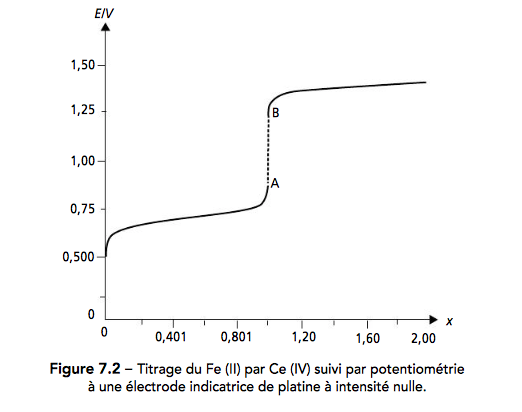 E/V
1,50
1,25
B
1,00
A
0,75
0,500
0
x
0
0,401
0,801
1,20
1,60
2,00
Figure 7.2 – Titrage du Fe (II) par Ce (IV) suivi par potentiométrie
à une électrode indicatrice de platine à intensité nulle.